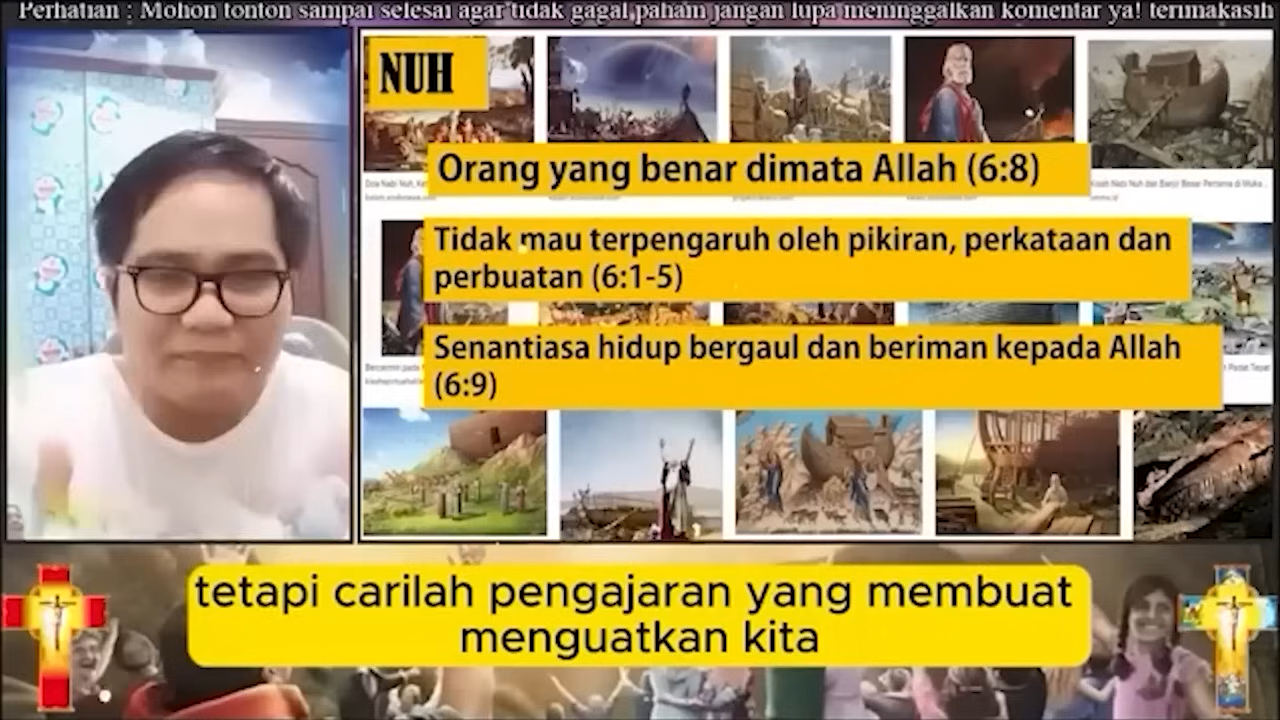 Perhatian : Mohon tonton sampai selesai agar tidak gagal paham jangan lupa meninggalkan komentar ya! terimakasih
NUH
Orang yang benar dimata Allah (6:8)
Tidak mau terpengaruh oleh pikiran, perkataan dan
perbuatan (6:1-5)
Senantiasa hidup bergaul dan beriman kepada Allah
(6:9)
tetapi carilah pengajaran yang membuat
menguatkan kita